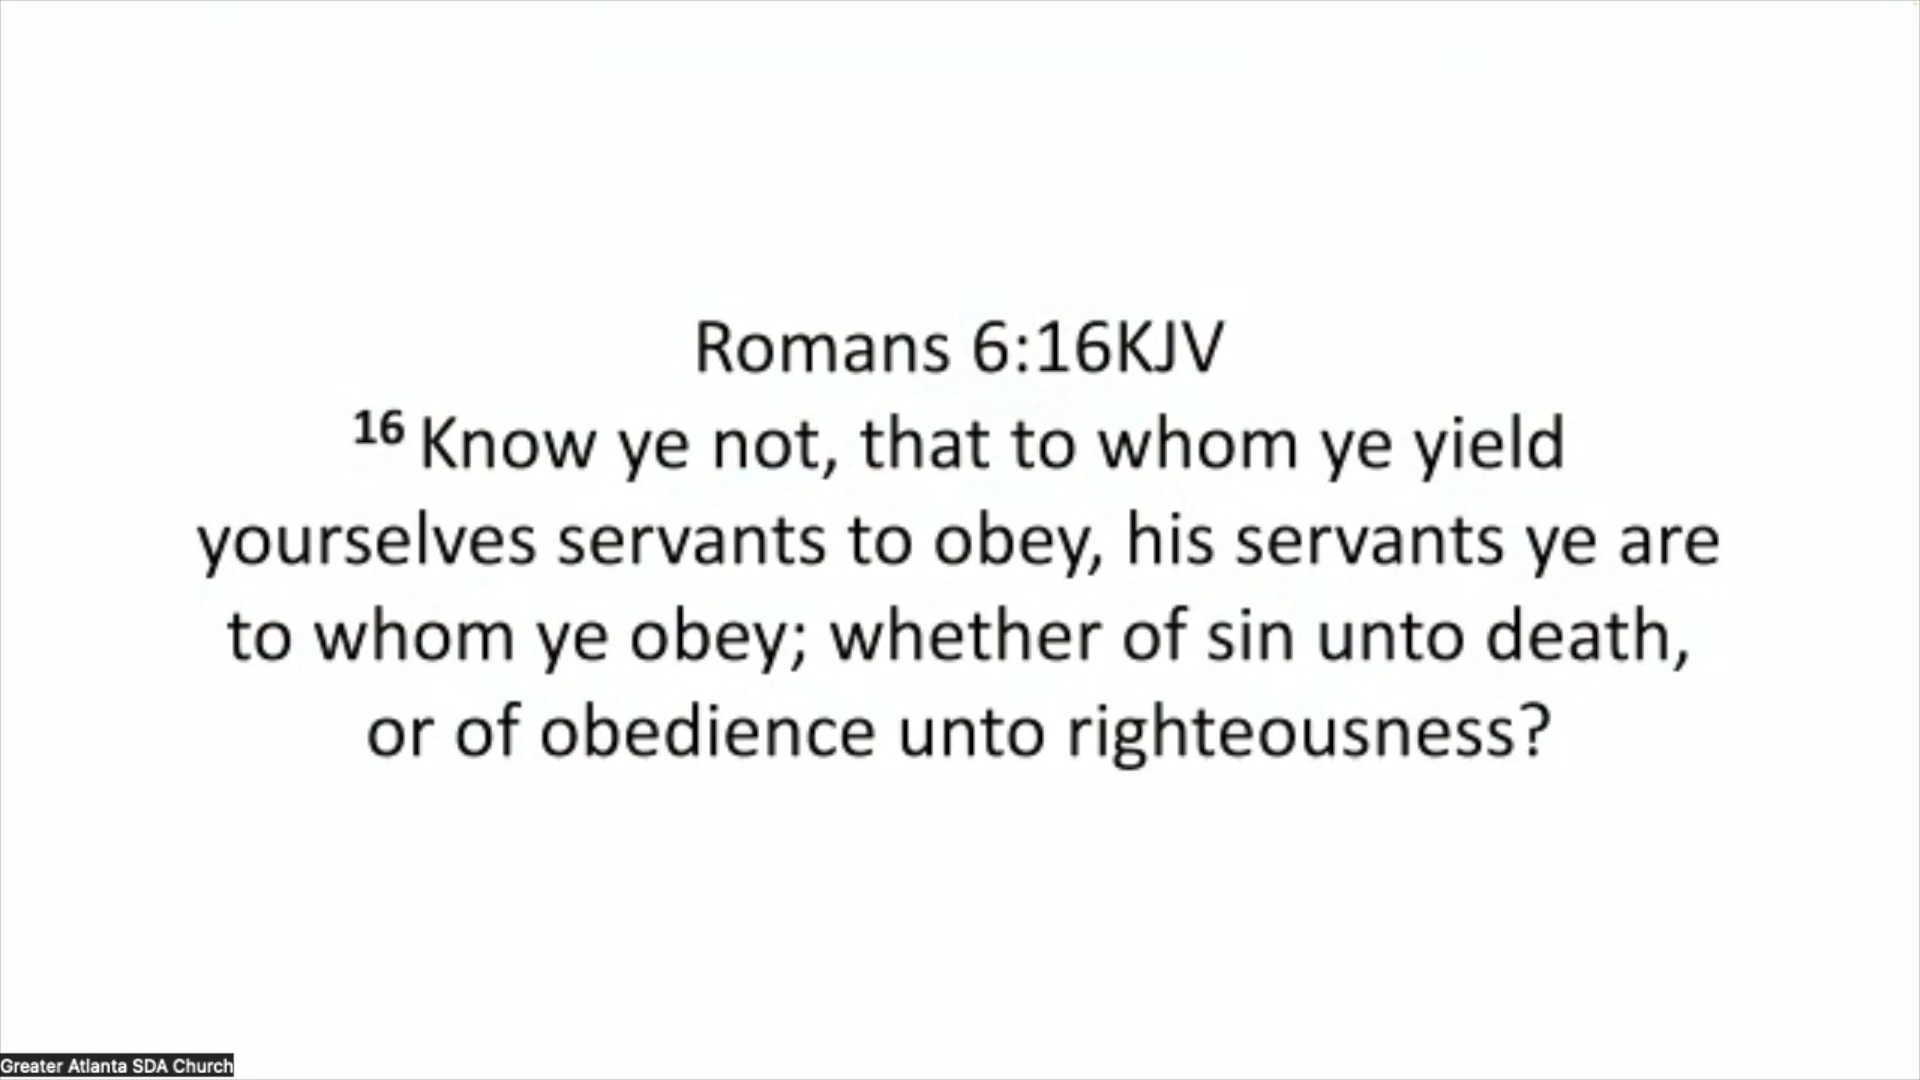 Romans 6:16KJV
16 Know ye not, that to whom ye yield
yourselves servants to obey, his servants ye are
to whom ye obey; whether of sin unto death,
or of obedience unto righteousness?
Greater Atlanta SDA Church